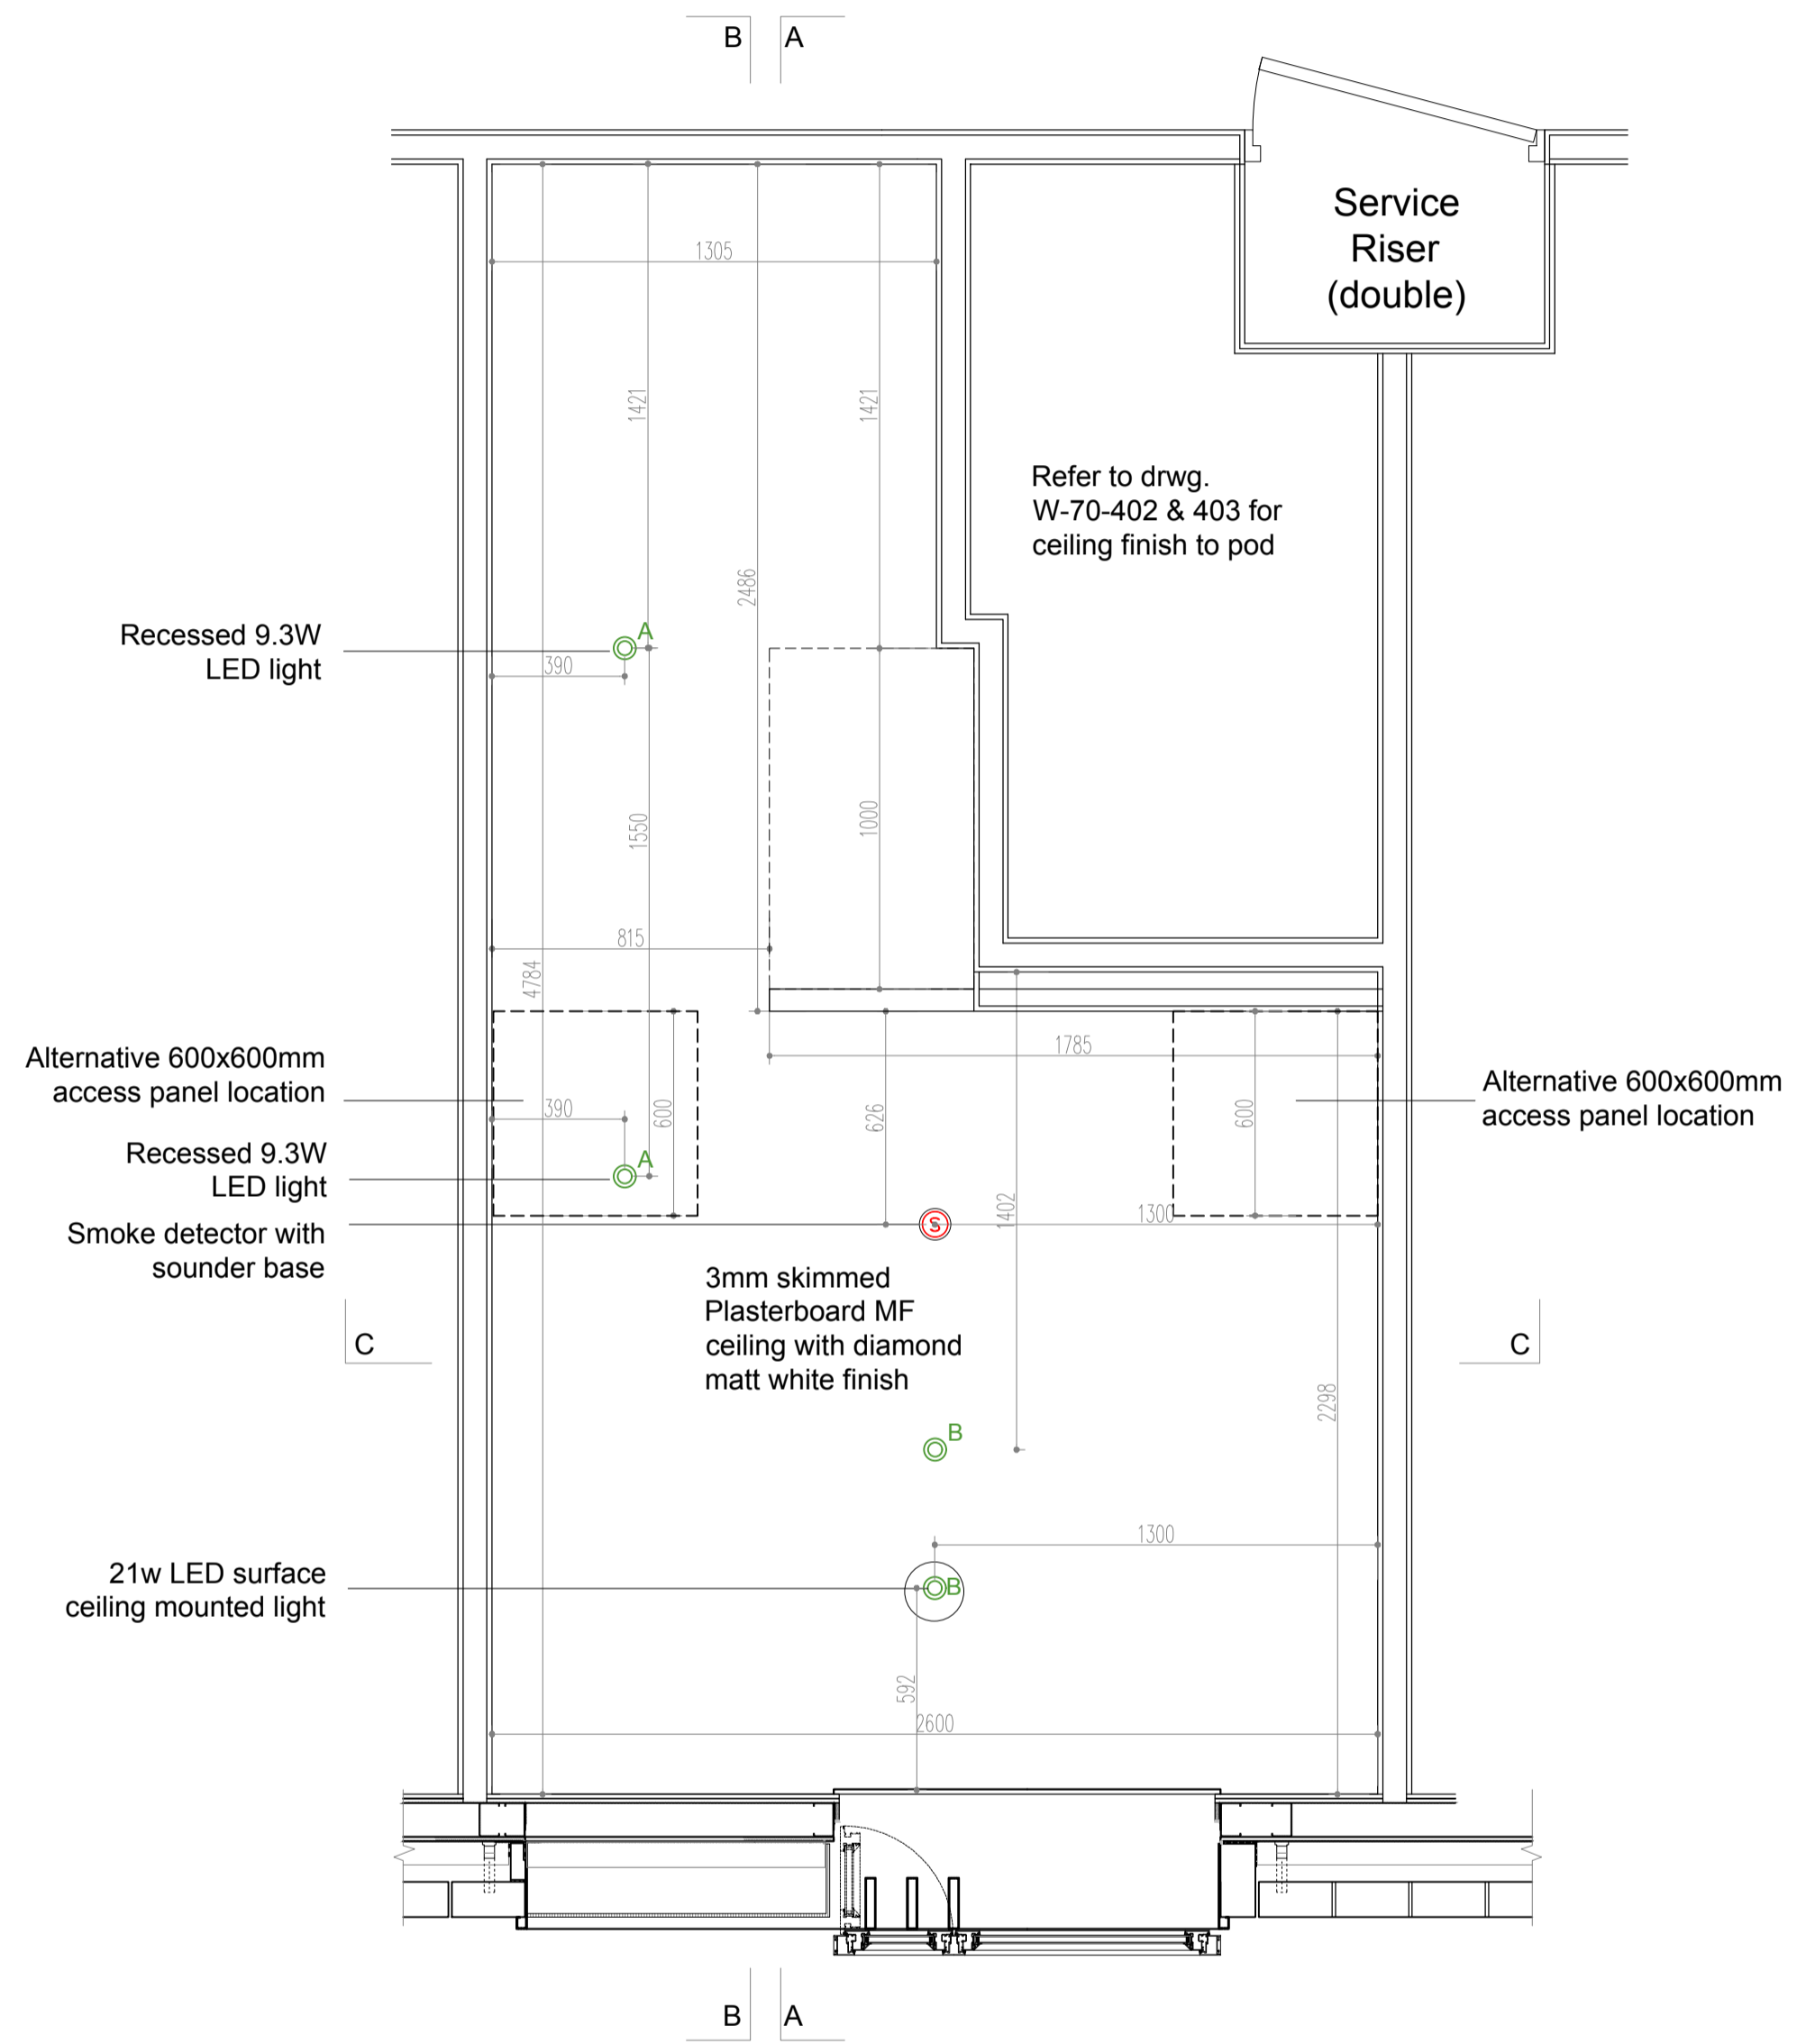 B A
Service
Riser
(double)
1305
1421
1421
Refer to drwg.
W-70-402 & 403 for
ceiling finish to pod
2486
Recessed 9.3W
LED light
A
390
1550
1000
815
4784
Alternative 600x600mm
access panel location
1785
Alternative 600x600mm
access panel location
390
600
626
600
Recessed 9.3W
LED light
A
Smoke detector with
sounder base
S
1402
1300
3mm skimmed
Plasterboard MF
ceiling with diamond
matt white finish
C
C
2298
B
1300
21w LED surface
ceiling mounted light
B
592
2600
B A